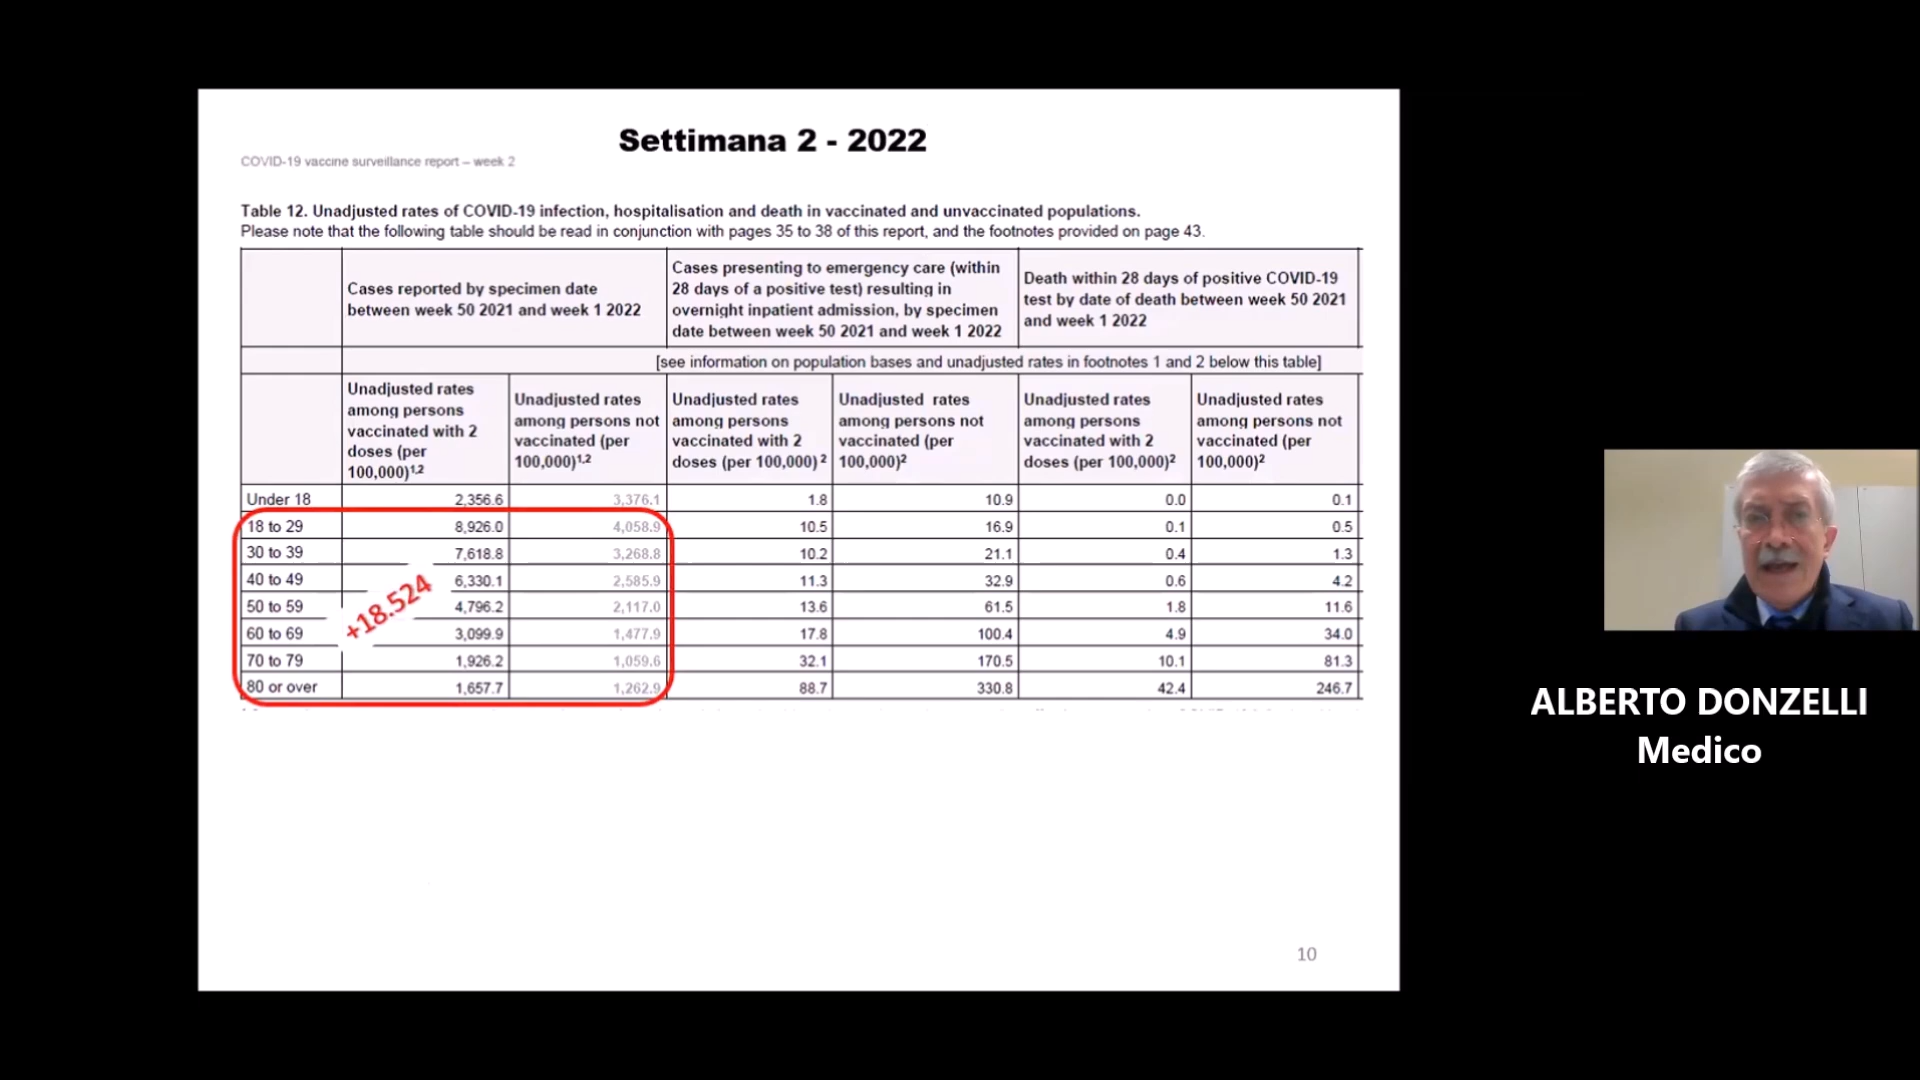 Settimana 2 - 2022
COVID-19 vaccine surveillance report – week 2
Table 12. Unadjusted rates of COVID-19 infection, hospitalisation and death in vaccinated and unvaccinated populations.
Please note that the following table should be read in conjunction with pages 35 to 38 of this report, and the footnotes provided on page 43.
Cases reported by specimen date
between week 50 2021 and week 1 2022
Cases presenting to emergency care (within
28 days of a positive test) resulting in
overnight inpatient admission, by specimen
date between week 50 2021 and week 1 2022
Death within 28 days of positive COVID-19
test by date of death between week 50 2021
and week 1 2022
[see information on population bases and unadjusted rates in footnotes 1 and 2 below this table]
Unadjusted rates
among persons
vaccinated with 2
doses (per
100,000)1,2
Unadjusted rates
among persons not
vaccinated (per
100,000)1,2
Unadjusted rates
among persons
vaccinated with 2
doses (per 100,000) 2
Unadjusted rates
among persons not
vaccinated (per
100,000)2
Unadjusted rates
among persons
vaccinated with 2
doses (per 100,000)2
Unadjusted rates
among persons not
vaccinated (per
100,000)2
Under 18 2,356.6 3,376.1 1.8 10.9 0.0 0.1
18 to 29 8,926.0 4,058.9 10.5 16.9 0.1 0.5
30 to 39 7,618.8 3,268.8 10.2 21.1 0.4 1.3
40 to 49 6,330.1 2,585.9 11.3 32.9 0.6 4.2
50 to 59 4,796.2 2,117.0 13.6 61.5 1.8 11.6
60 to 69 3,099.9 1,477.9 17.8 100.4 4.9 34.0
70 to 79 1,926.2 1,059.6 32.1 170.5 10.1 81.3
80 or over 1,657.7 1,262.9 88.7 330.8 42.4 246.7
+18.524
10
ALBERTO DONZELLI
Medico